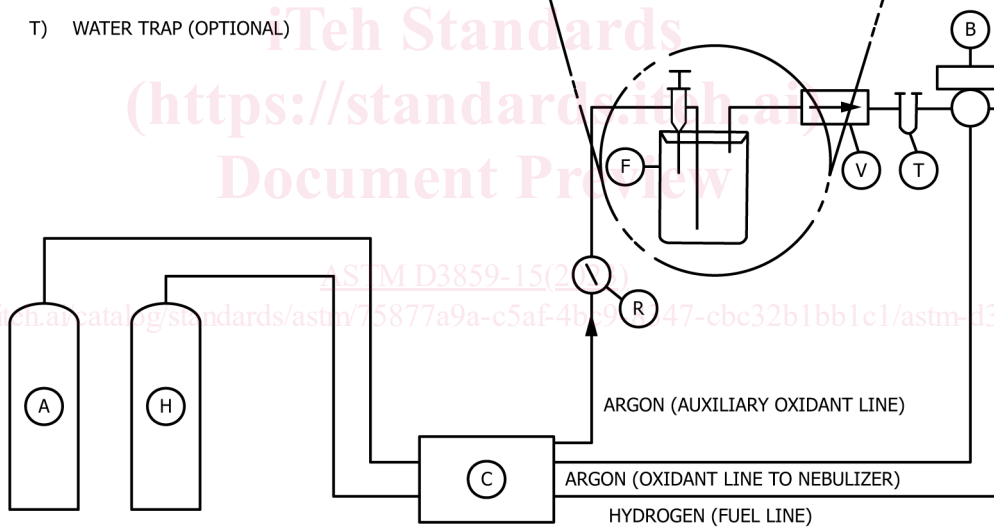 T) WATER TRAP (OPTIONAL)
iTeh Standards
(https://standards.iteh.ai)
Document Preview
B
F
V
T
ASTM D3859-15(
R
A
H
ARGON (AUXILIARY OXIDANT LINE)
C
ARGON (OXIDANT LINE TO NEBULIZER)
HYDROGEN (FUEL LINE)